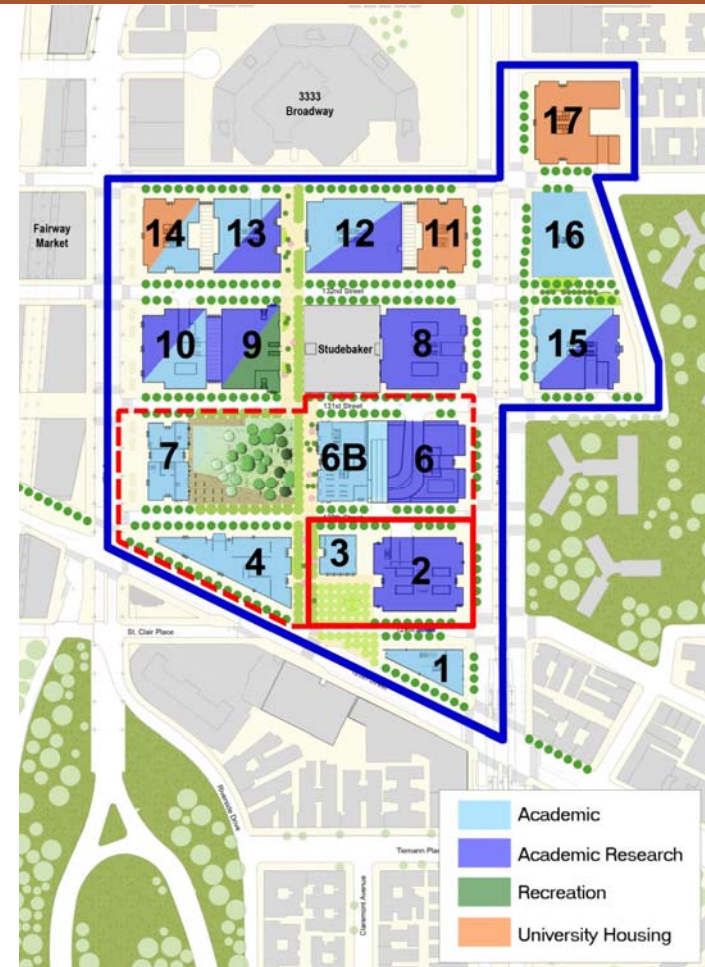 3333
Broadway
17
Fairway
Market
14
13
12
11
16
132nd Street
10
9
Studebaker
8
15
131st Street
7
6B
6
4
3
2
St. Clair Place
1
Riverside Drive
Tiemann Place
Claremont Avenue
Academic
Academic Research
Recreation
University Housing